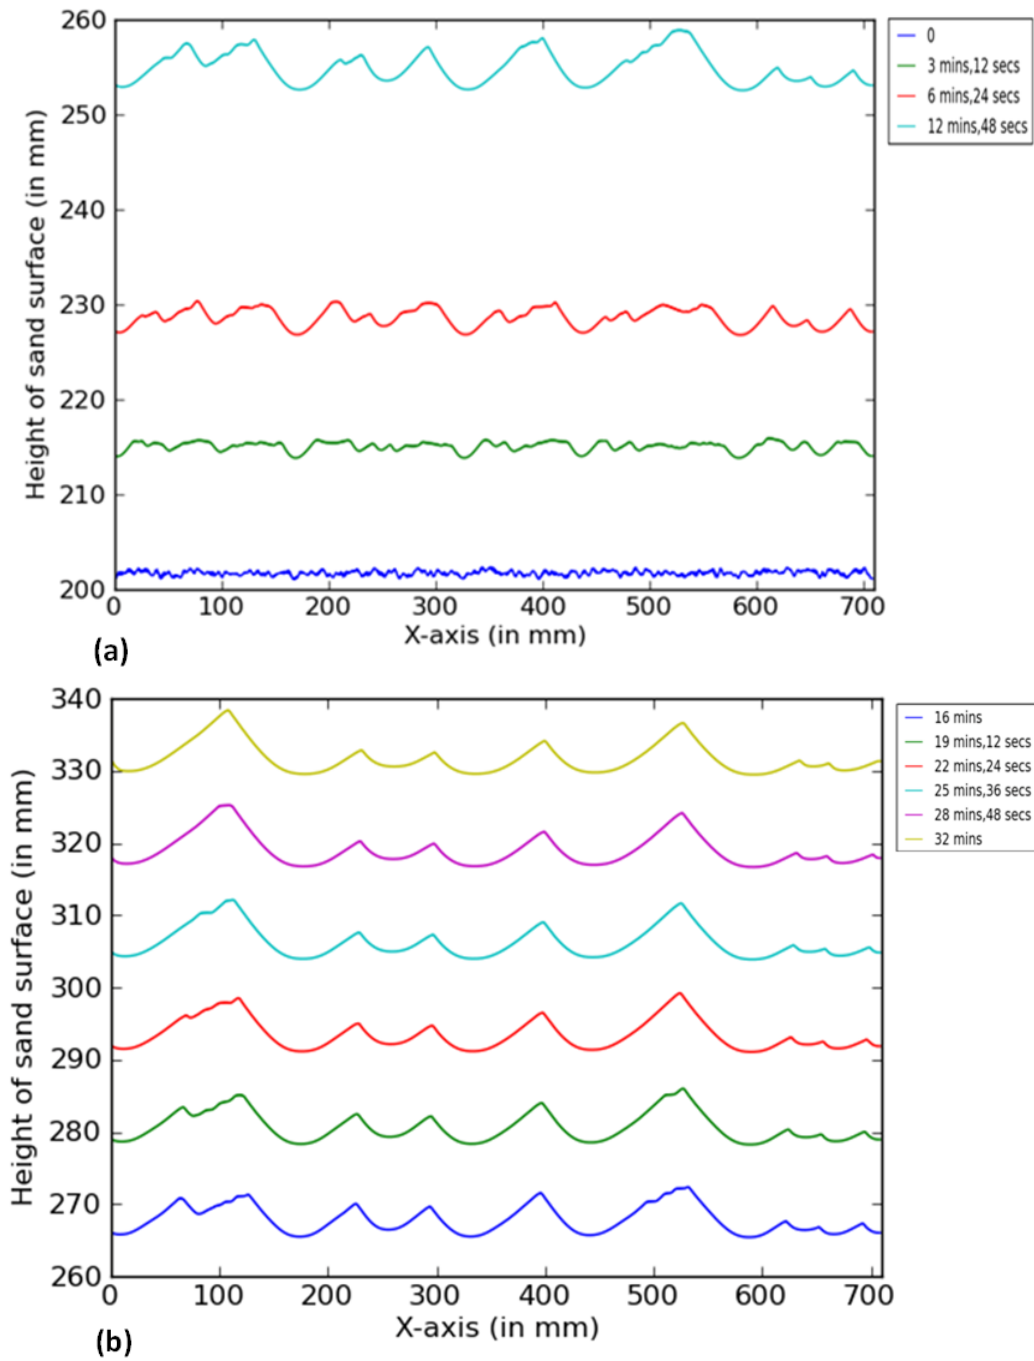 260
250
240
230
220
210
200
Height of sand surface (in mm)
0 100 200 300 400 500 600 700
X-axis (in mm)
(a)
0
3 mins,12 secs
6 mins,24 secs
12 mins,48 secs
340
330
320
310
300
290
280
270
260
Height of sand surface (in mm)
0 100 200 300 400 500 600 700
X-axis (in mm)
(b)
16 mins
19 mins,12 secs
22 mins,24 secs
25 mins,36 secs
28 mins,48 secs
32 mins